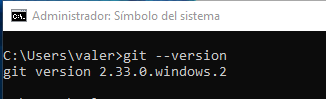 Administrador: Símbolo del sistema
C:\Users\valer>git --version
git version 2.33.0.windows.2